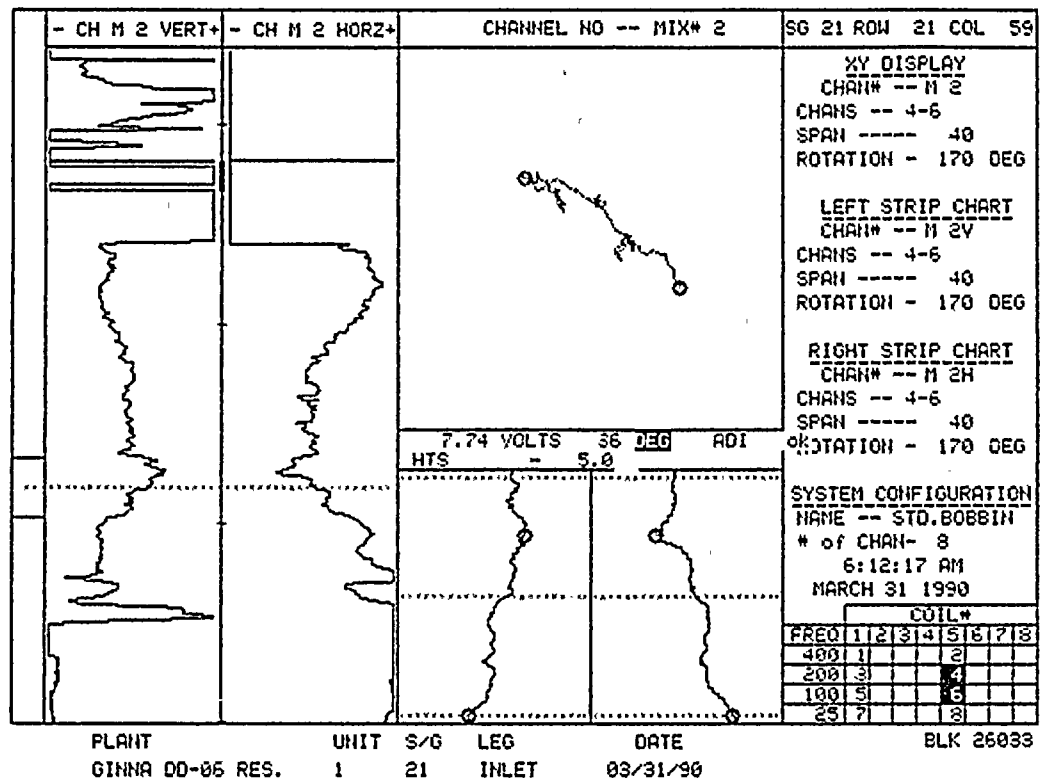 - CH M 2 VERT+
- CH M 2 HORZ+
CHANNEL NO -- MIX# 2
SG 21 ROW 21 COL 59
XY DISPLAY
CHAN# -- M 2
CHANS -- 4-6
SPAN ----- 40
ROTATION - 170 DEG
LEFT STRIP CHART
CHAN# -- M 2V
CHANS -- 4-6
SPAN ----- 40
ROTATION - 170 DEG
RIGHT STRIP CHART
CHAN# -- M 2H
CHANS -- 4-6
SPAN ----- 40
ROTATION - 170 DEG
7.74 VOLTS 36 DEG ADI ok
HTS - 5.0
SYSTEM CONFIGURATION
NAME -- STD.BOBBIN
# of CHAN- 8
6:12:17 AM
MARCH 31 1990
COIL#
FREQ 1 2 3 4 5 6 7 8
400 1 2
200 3 4
100 5 6
25 7 8
PLANT UNIT S/G LEG DATE BLK 26033
GINNA DD-06 RES. 1 21 INLET 03/31/90